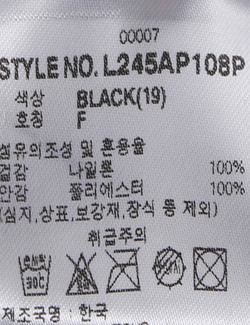 00007
STYLE NO. L245AP108P
색상 BLACK(19)
호칭 F
섬유의조성 및 혼용율
겉감 나일론 100%
안감 폴리에스터 100%
(심지,상표,보강재,장식 등 제외)
취급주의
30C
제조국명: 한국